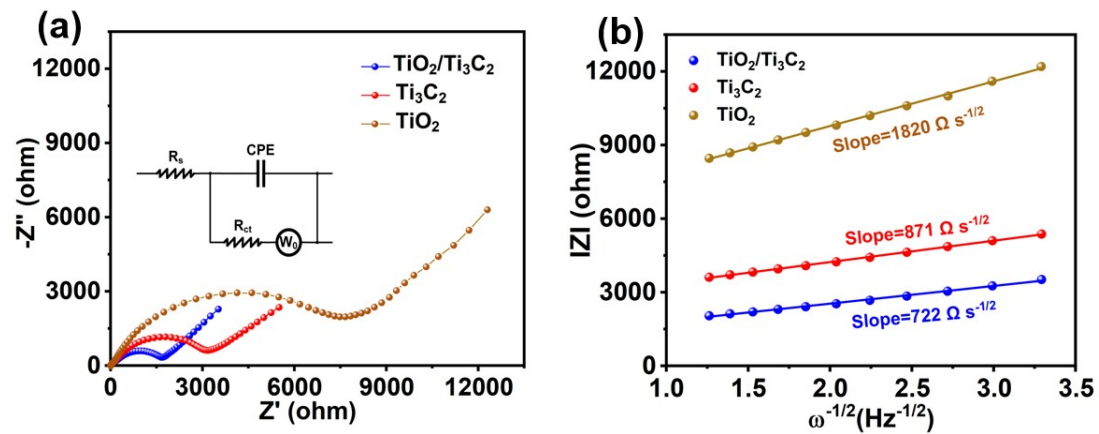 (a)
12000
9000
6000
3000
0
-Z" (ohm)
TiO₂/Ti₃C₂
Ti₃C₂
TiO₂
Rs
CPE
Rct
W₀
0 3000 6000 9000 12000
Z' (ohm)
(b)
12000
9000
6000
3000
0
IZI (ohm)
TiO₂/Ti₃C₂
Ti₃C₂
TiO₂
Slope=1820 Ω s⁻¹/²
Slope=871 Ω s⁻¹/²
Slope=722 Ω s⁻¹/²
1.0 1.5 2.0 2.5 3.0 3.5
ω⁻¹/²(Hz⁻¹/²)